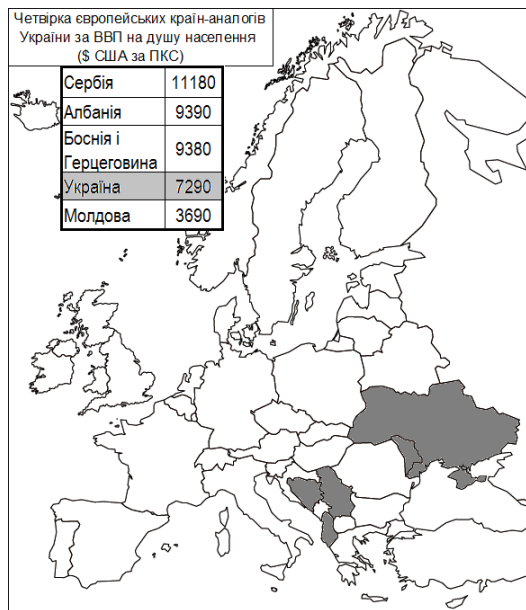 Четвірка європейських країн-аналогів
України за ВВП на душу населення
($ США за ПКС)
Сербія 11180
Албанія 9390
Боснія і
Герцеговина 9380
Україна 7290
Молдова 3690